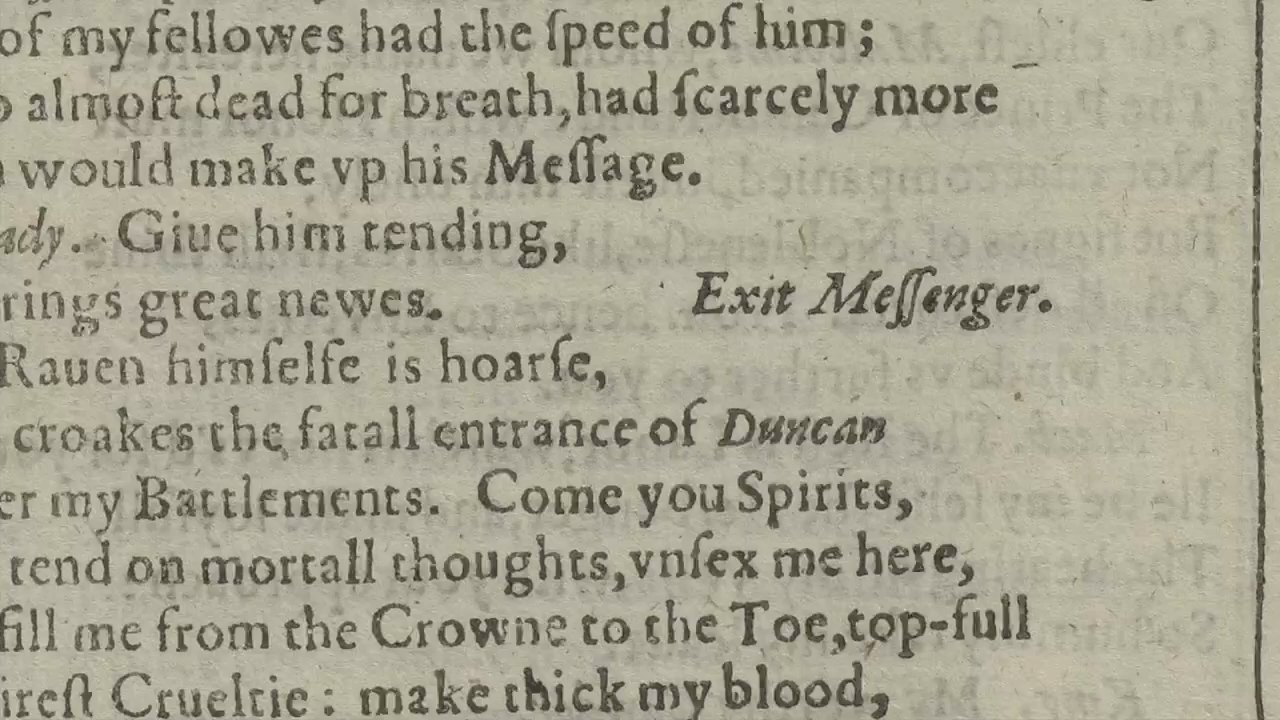 of my fellowes had the ſpeed of him;
almoſt dead for breath, had ſcarcely more
would make vp his Meſſage.
ady. Giue him tending,
rings great newes. Exit Meſſenger.
Rauen himſelfe is hoarſe,
croakes the fatall entrance of Duncan
er my Battlements. Come you Spirits,
tend on mortall thoughts, vnſex me here,
fill me from the Crowne to the Toe, top-full
ireſt Crueltie: make thick my blood,